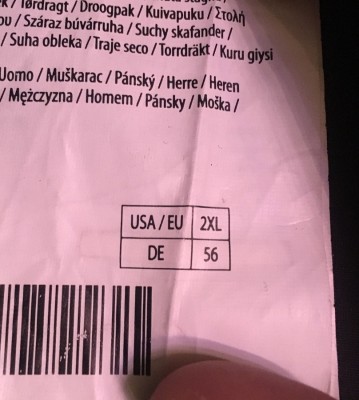 Tørdragt / Droogpak / Kuivapuku / Στολή
/ Száraz búvárruha / Suchy skafander /
/ Suha obleka / Traje seco / Torrdräkt / Kuru giysi
Uomo / Muškarac / Pánský / Herre / Heren
/ Mężczyzna / Homem / Pánsky / Moška /
USA / EU 2XL
DE 56